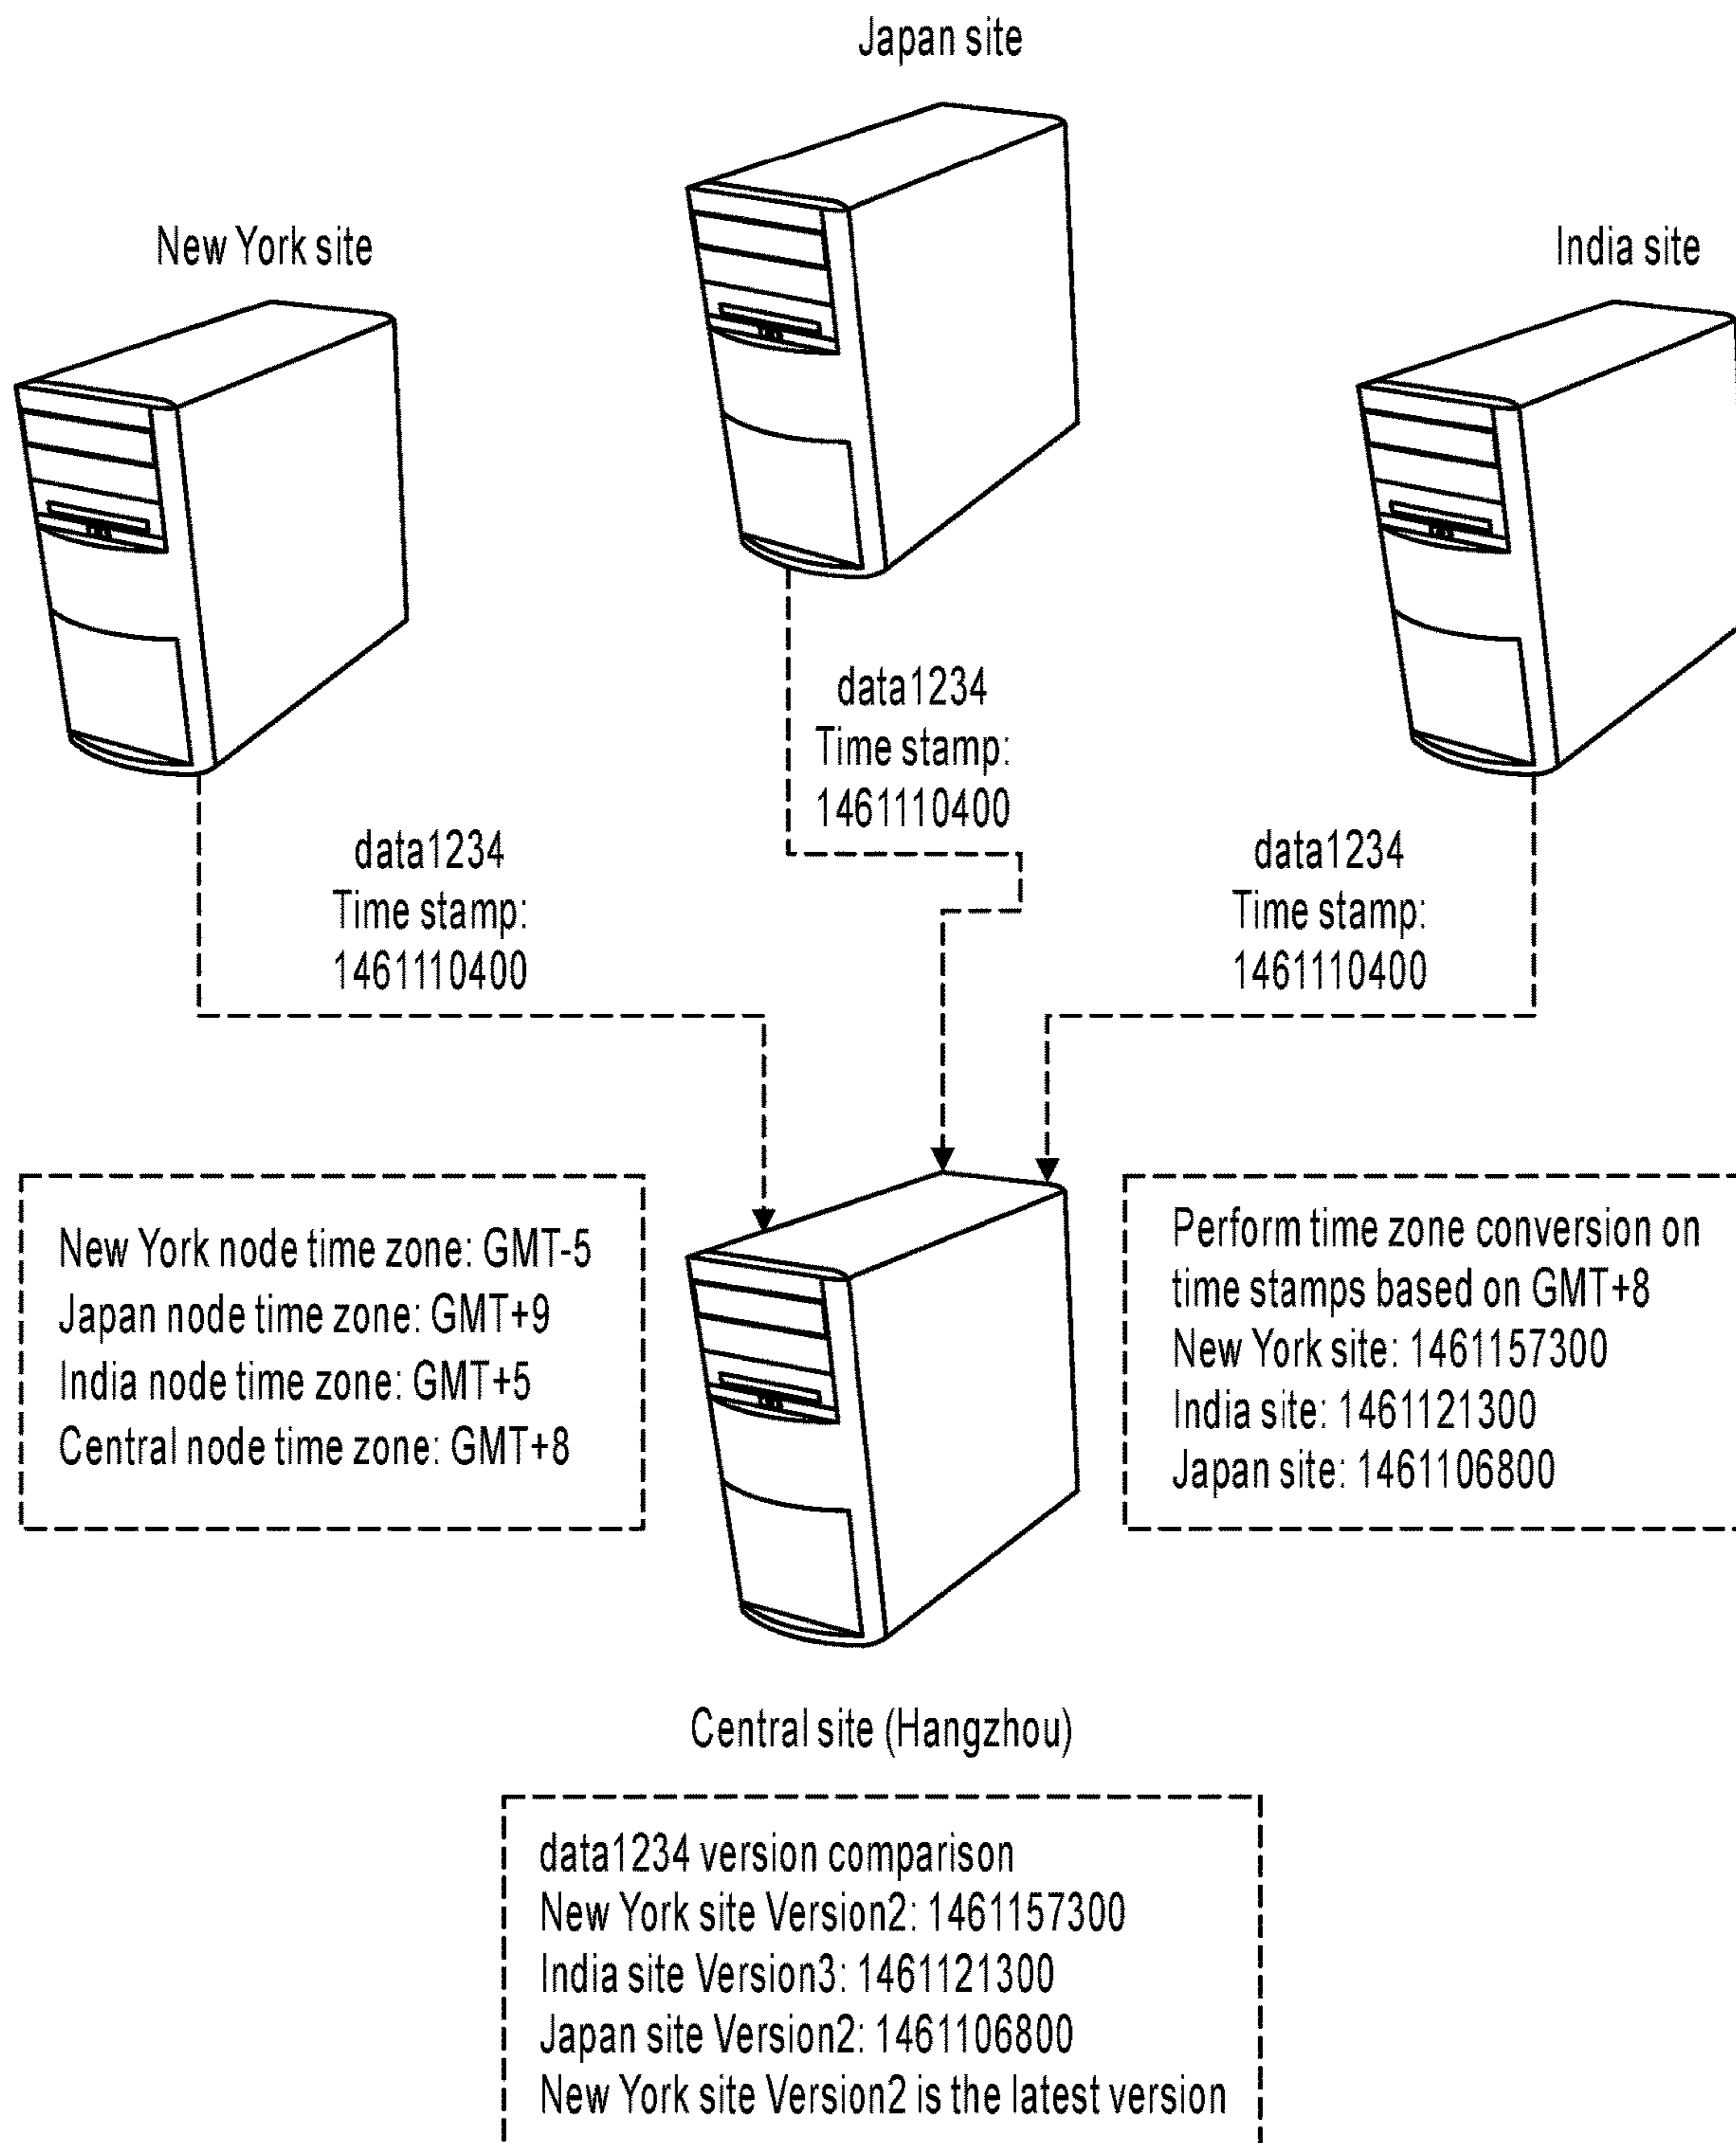 Japan site
New York site
India site
data1234
Time stamp:
1461110400
data1234
Time stamp:
1461110400
data1234
Time stamp:
1461110400
New York node time zone: GMT-5
Japan node time zone: GMT+9
India node time zone: GMT+5
Central node time zone: GMT+8
Perform time zone conversion on
time stamps based on GMT+8
New York site: 1461157300
India site: 1461121300
Japan site: 1461106800
Central site (Hangzhou)
data1234 version comparison
New York site Version2: 1461157300
India site Version3: 1461121300
Japan site Version2: 1461106800
New York site Version2 is the latest version